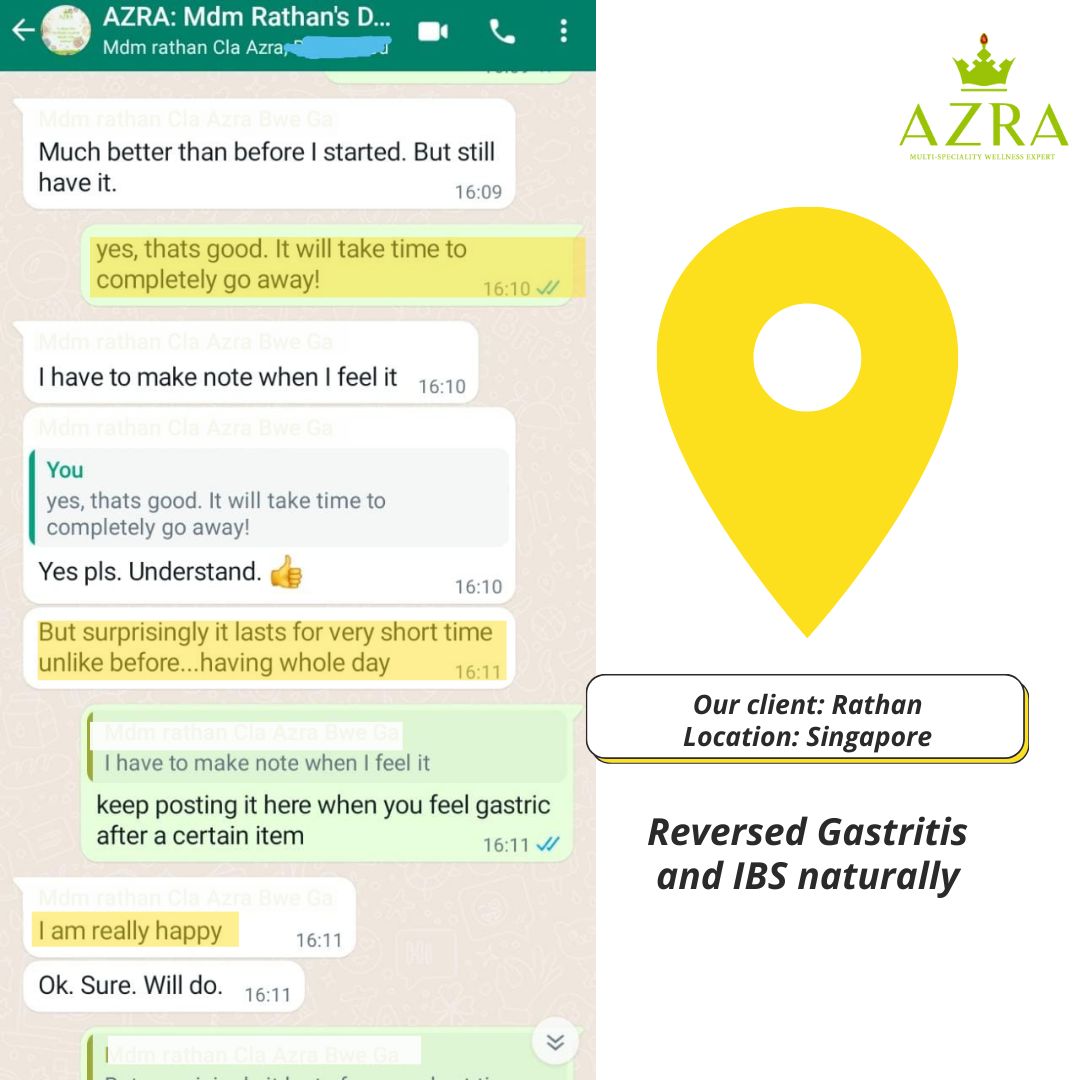 AZRA: Mdm Rathan's D...
Mdm rathan Cla Azra,
Mdm rathan Cla Azra Bwe Ga
Much better than before I started. But still
have it.
16:09
yes, thats good. It will take time to
completely go away!
16:10
Mdm rathan Cla Azra Bwe Ga
I have to make note when I feel it
16:10
Mdm rathan Cla Azra Bwe Ga
You
yes, thats good. It will take time to
completely go away!
Yes pls. Understand. 👍
16:10
But surprisingly it lasts for very short time
unlike before...having whole day
16:11
Mdm rathan Cla Azra Bwe Ga
I have to make note when I feel it
keep posting it here when you feel gastric
after a certain item
16:11
Mdm rathan Cla Azra Bwe Ga
I am really happy
16:11
Ok. Sure. Will do.
16:11
Mdm rathan Cla Azra Bwe Ga
AZRA
MULTI-SPECIALITY WELLNESS EXPERT
Our client: Rathan
Location: Singapore
Reversed Gastritis
and IBS naturally